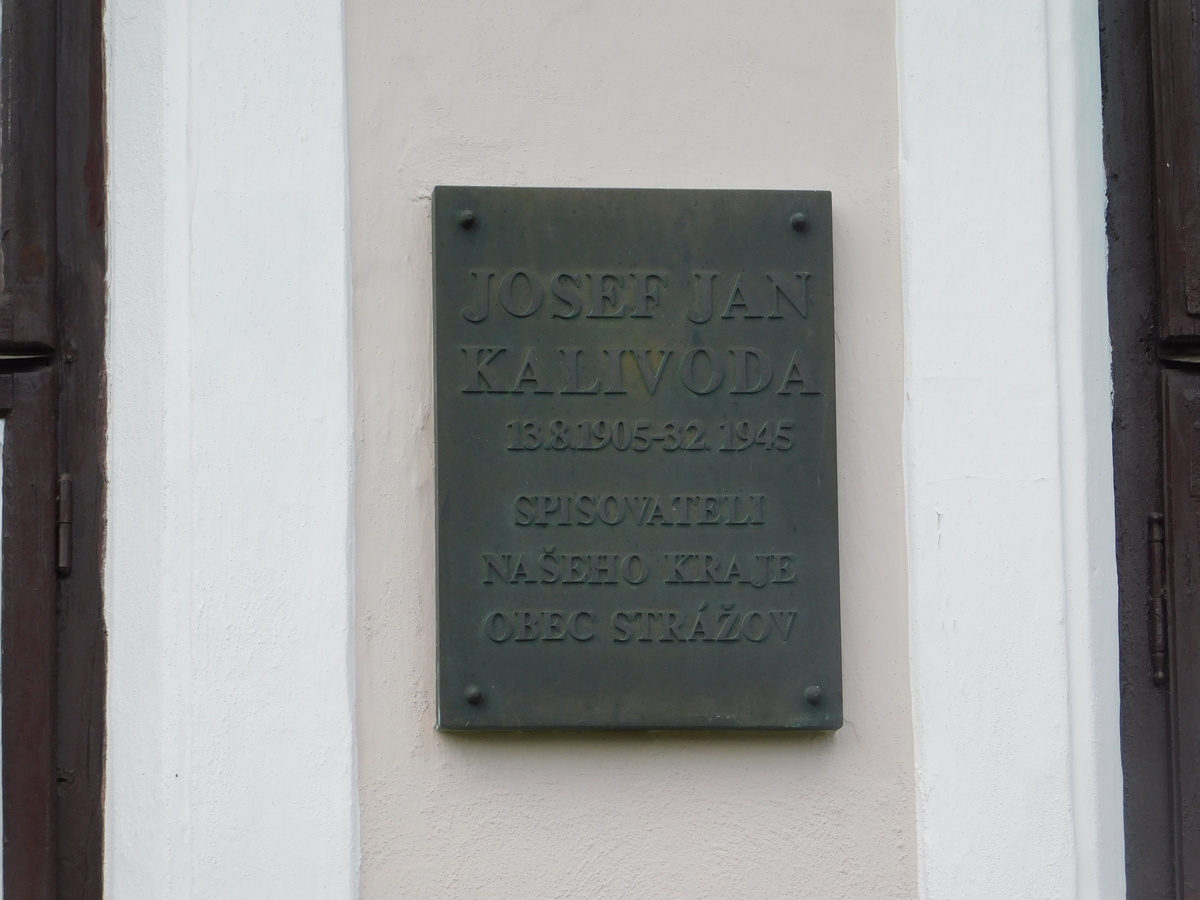 JOSEF JAN
KALIVODA
13.8.1905-3.2. 1945
SPISOVATELI
NAŠEHO KRAJE
OBEC STRÁŽOV